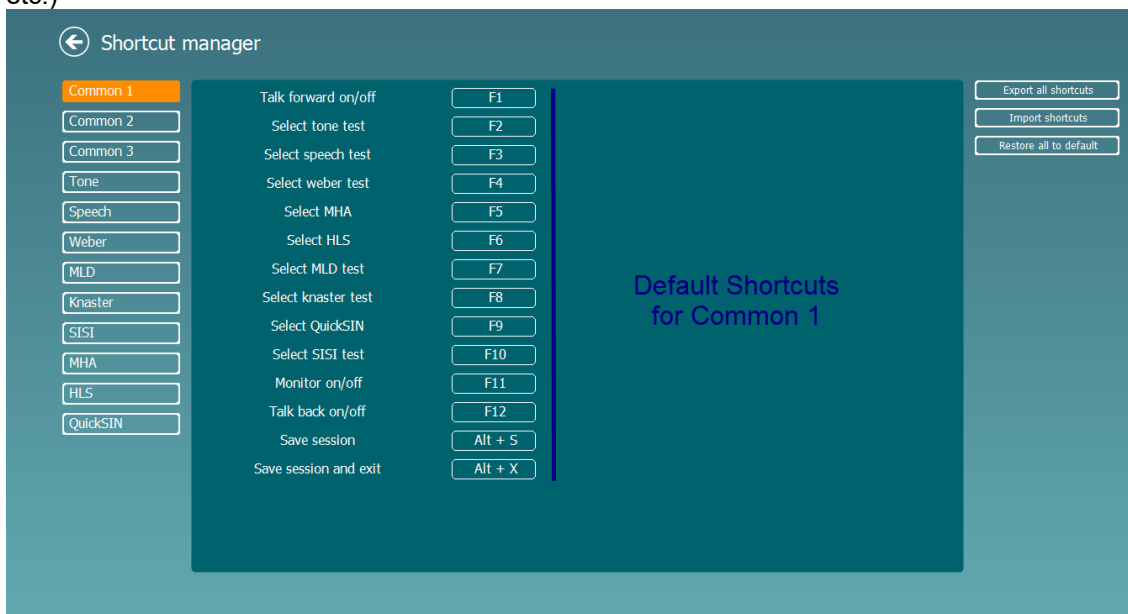 etc.)
Shortcut manager
Common 1
Common 2
Common 3
Tone
Speech
Weber
MLD
Knaster
SISI
MHA
HLS
QuickSIN
Talk forward on/off F1
Select tone test F2
Select speech test F3
Select weber test F4
Select MHA F5
Select HLS F6
Select MLD test F7
Select knaster test F8
Select QuickSIN F9
Select SISI test F10
Monitor on/off F11
Talk back on/off F12
Save session Alt + S
Save session and exit Alt + X
Default Shortcuts
for Common 1
Export all shortcuts
Import shortcuts
Restore all to default